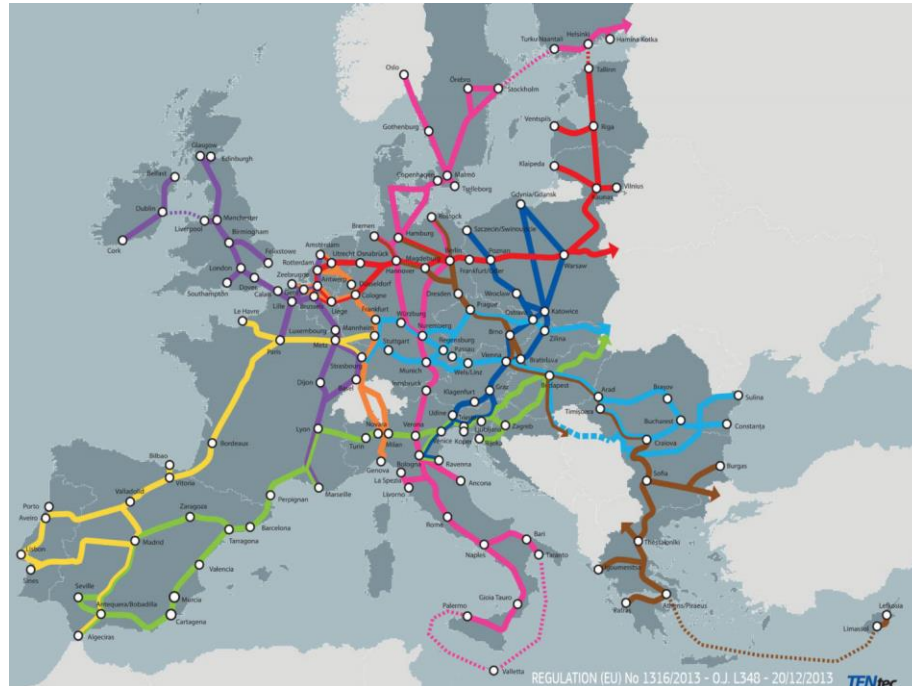 Turku/Naantali
Helsinki
Hamina Kotka
Oslo
Örebro
Stockholm
Tallinn
Ventspils
Riga
Gothenburg
Klaipeda
Vilnius
Kaunas
Glasgow
Edinburgh
Copenhagen
Malmö
Trelleborg
Belfast
Gdynia/Gdansk
Dublin
Liverpool
Manchester
Rostock
Szczecin/Swinoujscie
Cork
Birmingham
Bremen
Hamburg
Felixstowe
Amsterdam
Utrecht
Osnabrück
Magdeburg
Berlin
Poznan
Warsaw
London
Rotterdam
Hannover
Frankfurt/Oder
Southampton
Dover
Zeebrugge
Antwerp
Düsseldorf
Calais
Cologne
Dresden
Wroclaw
Lille
Brussels
Liège
Prague
Ostrava
Katowice
Le Havre
Frankfurt
Würzburg
Luxembourg
Mannheim
Nuremberg
Regensburg
Brno
Zilina
Paris
Metz
Stuttgart
Passau
Strasbourg
Wels/Linz
Vienna
Bratislava
Munich
Dijon
Basel
Innsbruck
Klagenfurt
Graz
Budapest
Arad
Brasov
Sulina
Timişoara
Lyon
Novara
Milan
Verona
Udine
Venice
Trieste
Koper
Ljubljana
Zagreb
Rijeka
Bucharest
Constanța
Turin
Craiova
Bordeaux
Genova
Bologna
Ravenna
Bilbao
La Spezia
Ancona
Sofia
Burgas
Vitoria
Marseille
Livorno
Porto
Valladolid
Perpignan
Zaragoza
Aveiro
Roma
Bari
Barcelona
Madrid
Tarragona
Naples
Taranto
Thessaloniki
Lisbon
Igoumenitsa
Valencia
Sines
Seville
Murcia
Gioia Tauro
Patras
Athens/Piraeus
Antequera/Bobadilla
Palermo
Lefkosia
Cartagena
Limassol
Algeciras
Valletta
REGULATION (EU) No 1316/2013 - O.J. L348 - 20/12/2013
TENtec